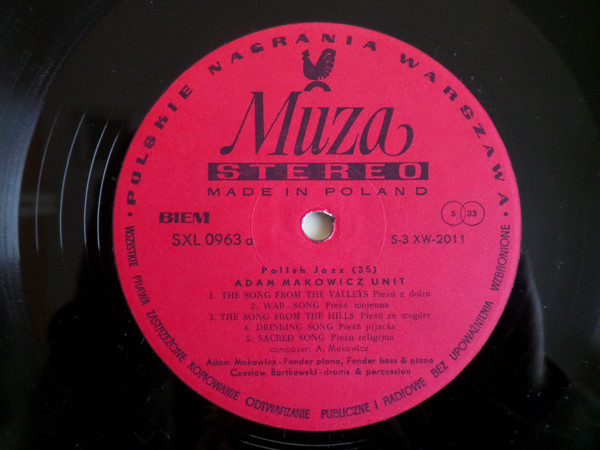 • POLSKIE NAGRANIA WARSZAWA •
Muza
STEREO
MADE IN POLAND
BIEM
S 33
SXL 0963 a
S-3 XW-2011
Polish Jazz (35)
ADAM MAKOWICZ UNIT
1. THE SONG FROM THE VALLEYS Pieśń z dolin
2. WAR-SONG Pieśń wojenna
3. THE SONG FROM THE HILLS Pieśń ze wzgórz
4. DRINKING SONG Pieśń pijacka
5. SACRED SONG Pieśń religijna
composer: A. Makowicz
Adam Makowicz - Fender piano, Fender bass & piano
Czesław Bartkowski - drums & percussion
WSZYSTKIE PRAWA ZASTRZEŻONE KOPIOWANIE ODTWARZANIE PUBLICZNE I RADIOWE BEZ UPOWAŻNIENIA WZBRONIONE